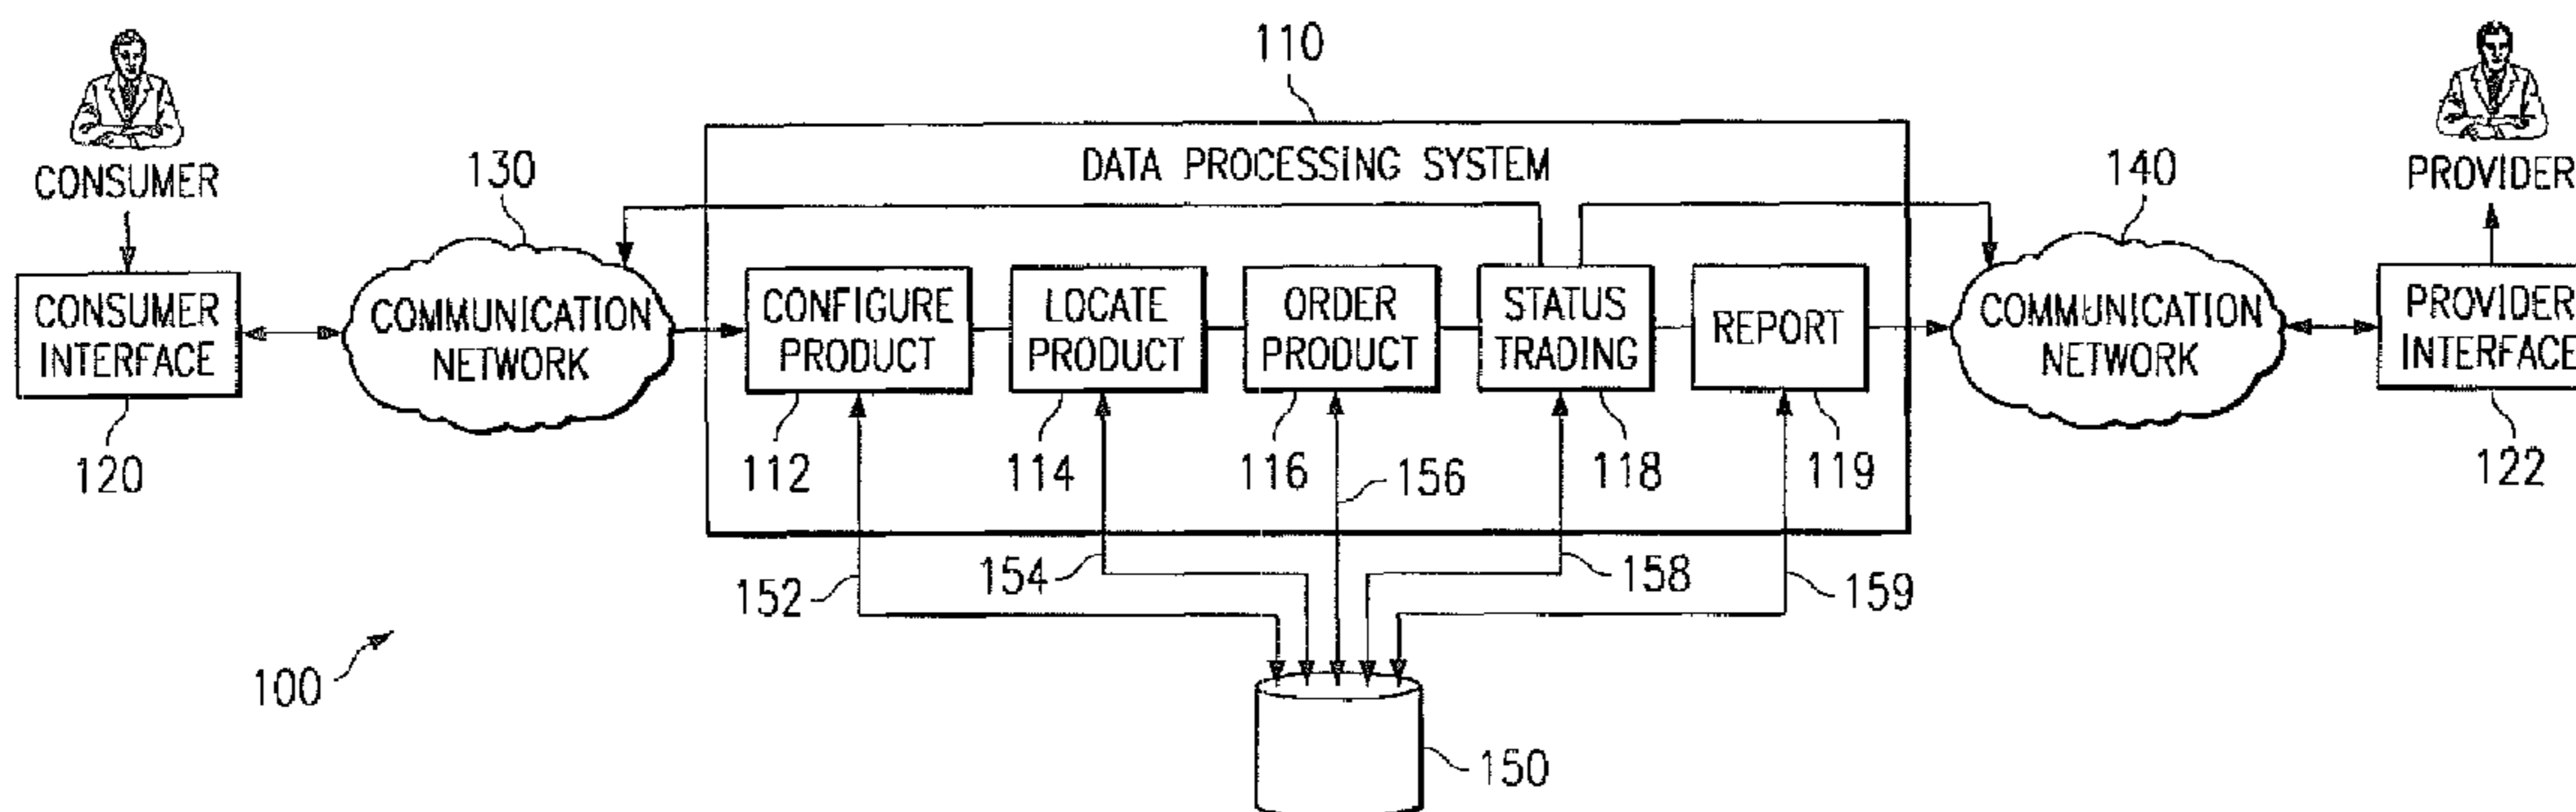 110
CONSUMER
130
DATA PROCESSING SYSTEM
140
PROVIDER
CONSUMER
INTERFACE
COMMUNICATION
NETWORK
CONFIGURE
PRODUCT
LOCATE
PRODUCT
ORDER
PRODUCT
STATUS
TRADING
REPORT
COMMUNICATION
NETWORK
PROVIDER
INTERFACE
120
112
114
116
156
118
119
122
152
154
158
159
100
150